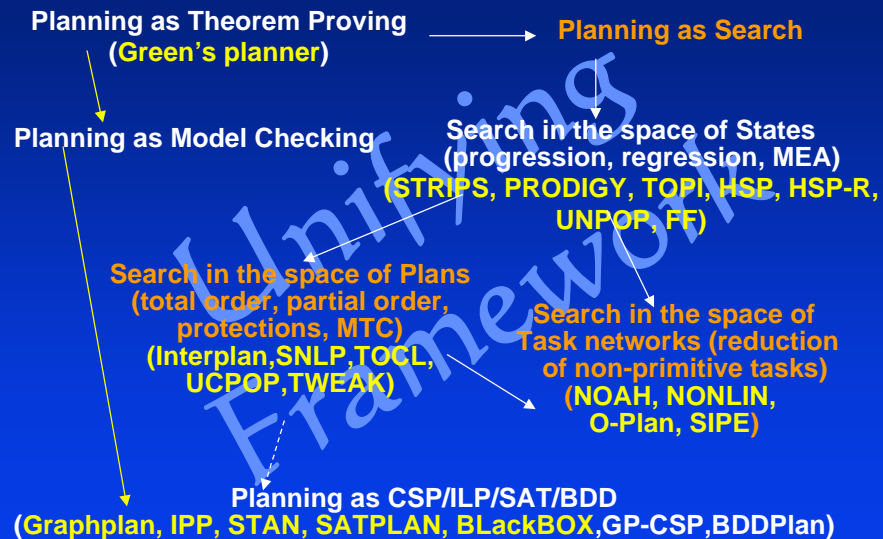 Planning as Theorem Proving
(Green's planner)
Planning as Search
Planning as Model Checking
Search in the space of States
(progression, regression, MEA)
(STRIPS, PRODIGY, TOPI, HSP, HSP-R,
UNPOP, FF)
Unifying
Framework
Search in the space of Plans
(total order, partial order,
protections, MTC)
(Interplan,SNLP,TOCL,
UCPOP,TWEAK)
Search in the space of
Task networks (reduction
of non-primitive tasks)
(NOAH, NONLIN,
O-Plan, SIPE)
Planning as CSP/ILP/SAT/BDD
(Graphplan, IPP, STAN, SATPLAN, BLackBOX,GP-CSP,BDDPlan)